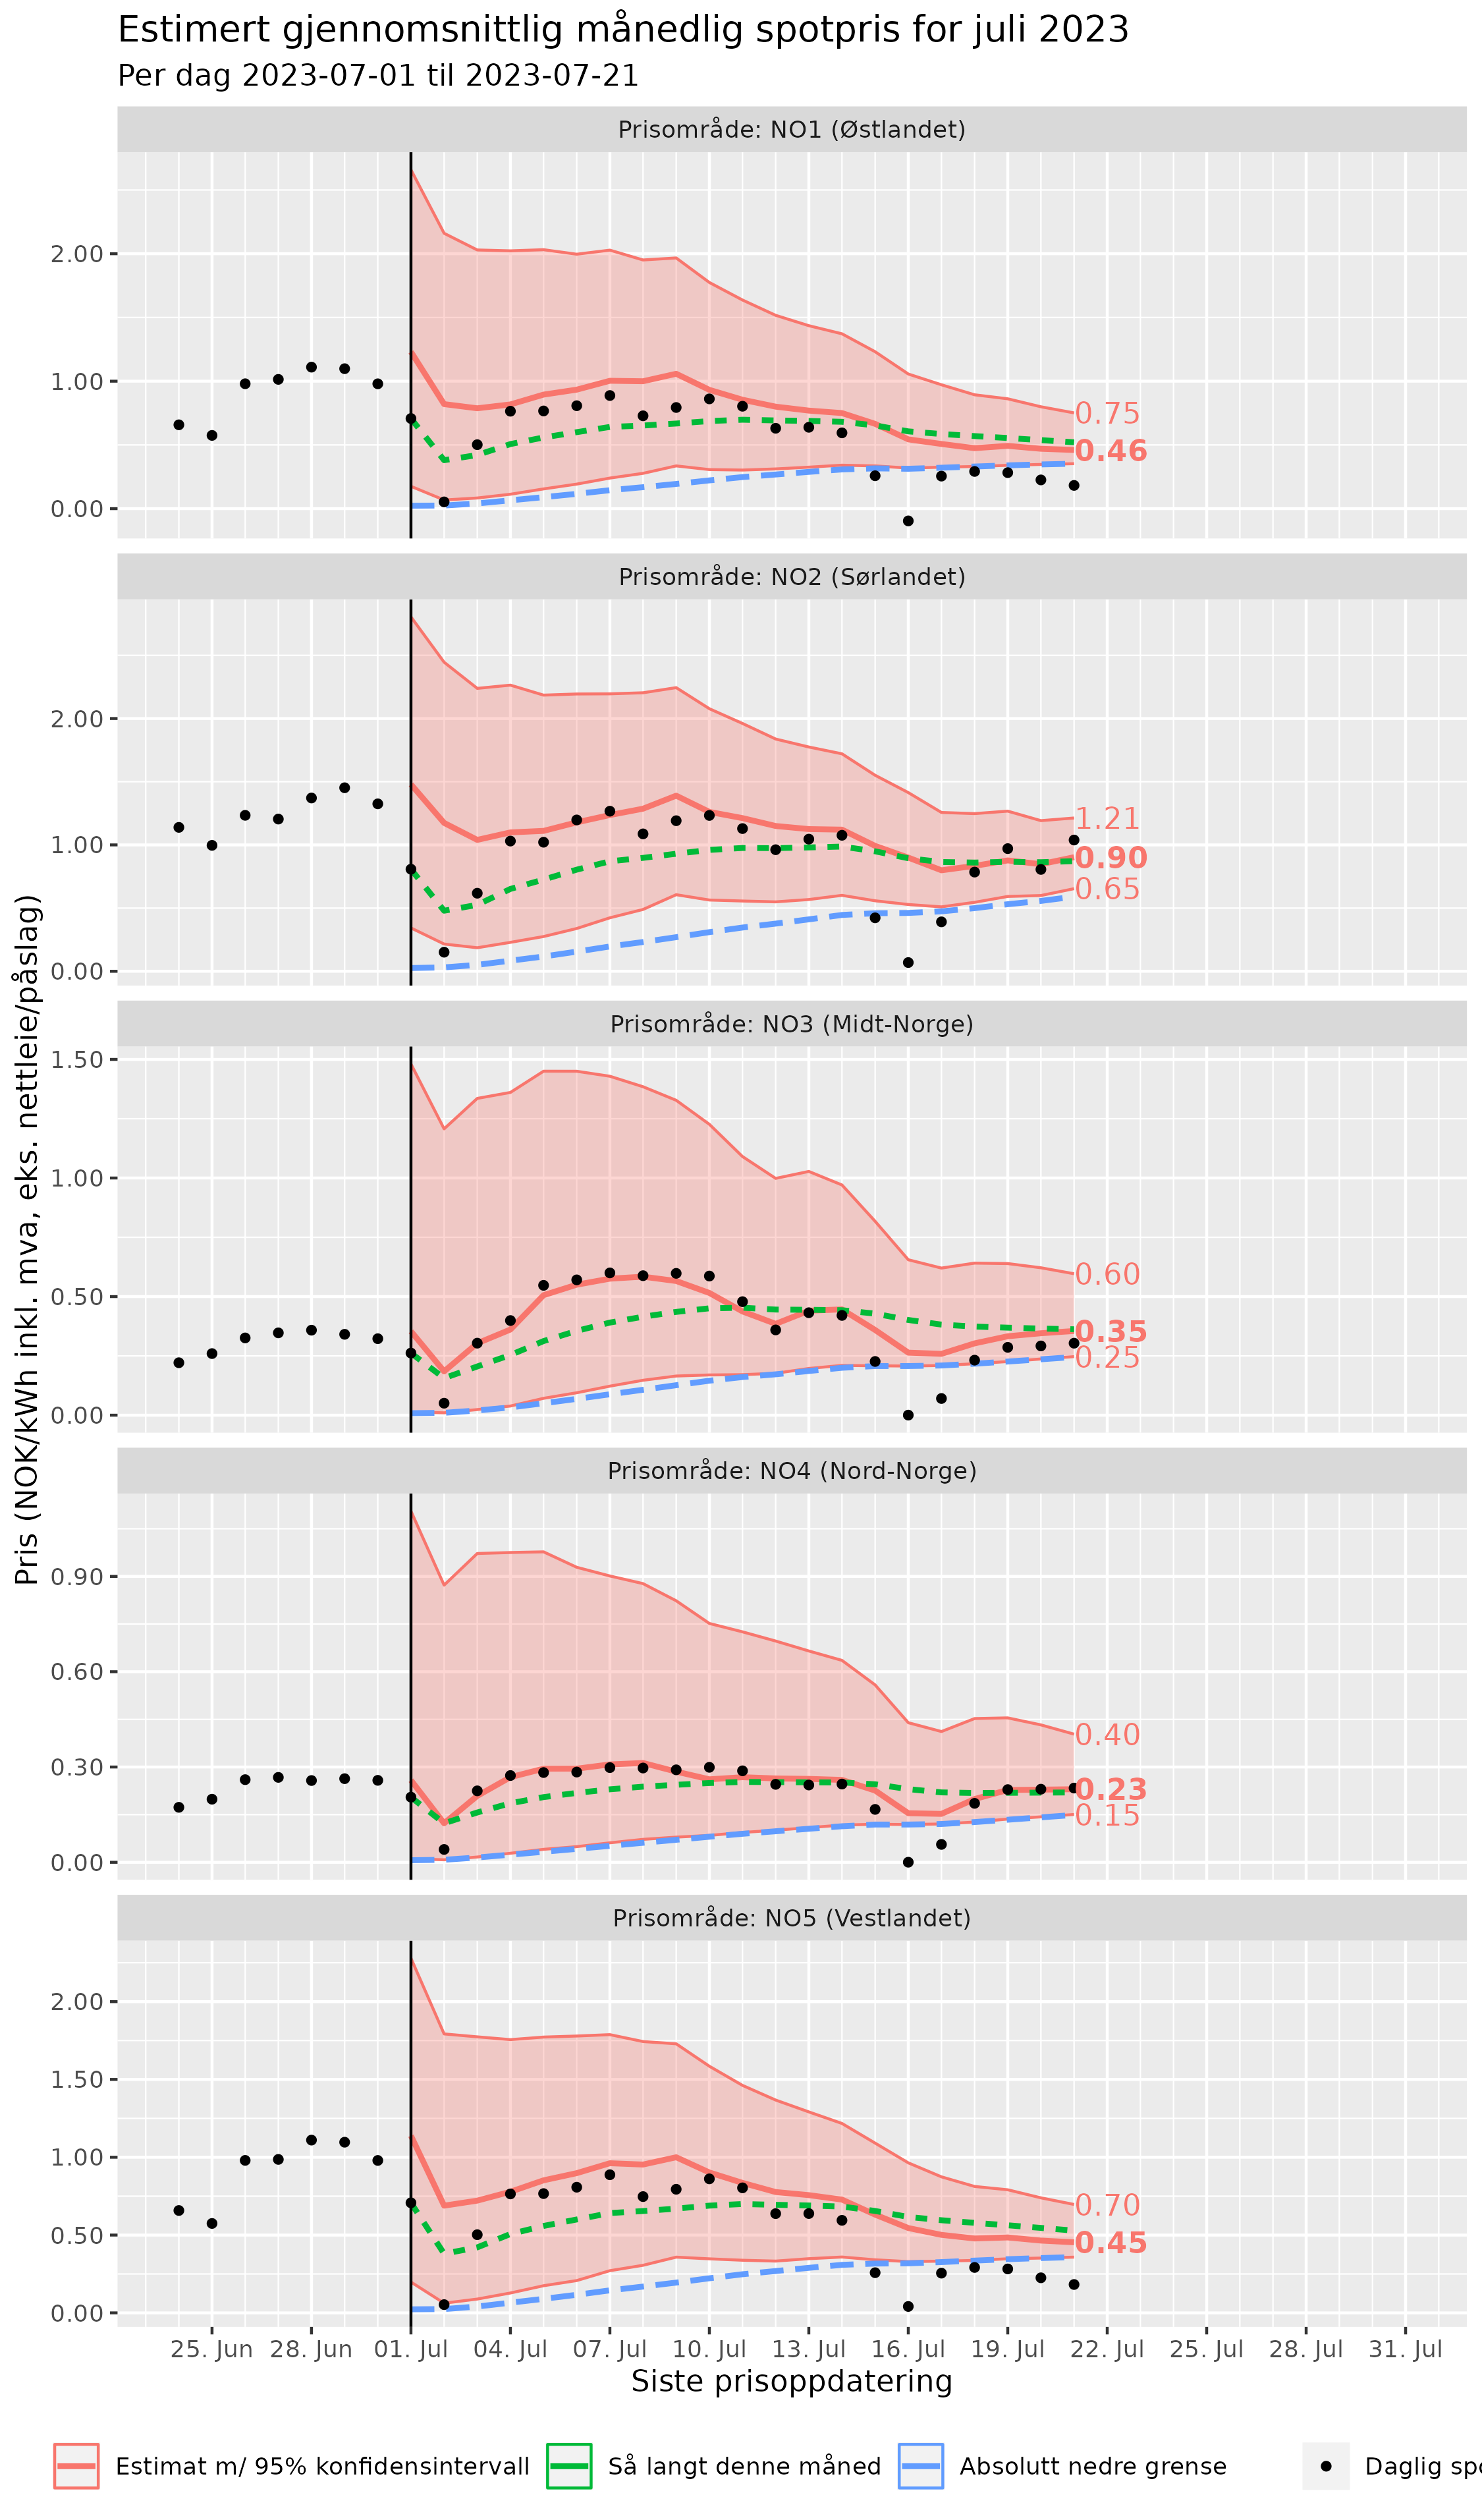 Estimert gjennomsnittlig månedlig spotpris for juli 2023
Per dag 2023-07-01 til 2023-07-21
Pris (NOK/kWh inkl. mva, eks. nettleie/påslag)
Prisområde: NO1 (Østlandet)
2.00
1.00
0.00
0.75
0.46
Prisområde: NO2 (Sørlandet)
2.00
1.00
0.00
1.21
0.90
0.65
Prisområde: NO3 (Midt-Norge)
1.50
1.00
0.50
0.00
0.60
0.35
0.25
Prisområde: NO4 (Nord-Norge)
0.90
0.60
0.30
0.00
0.40
0.23
0.15
Prisområde: NO5 (Vestlandet)
2.00
1.50
1.00
0.50
0.00
0.70
0.45
25. Jun 28. Jun 01. Jul 04. Jul 07. Jul 10. Jul 13. Jul 16. Jul 19. Jul 22. Jul 25. Jul 28. Jul 31. Jul
Siste prisoppdatering
Estimat m/ 95% konfidensintervall Så langt denne måned Absolutt nedre grense Daglig